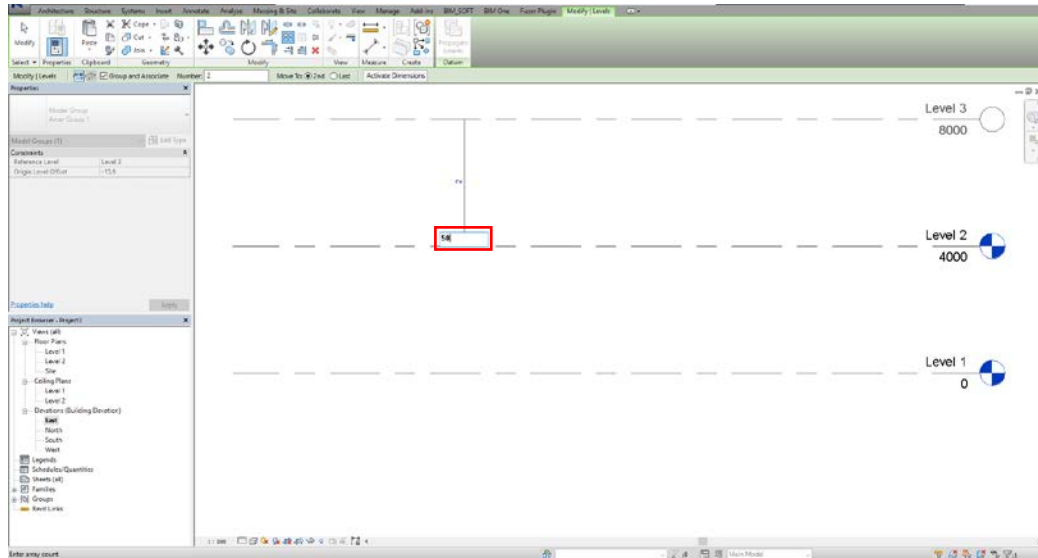 Architecture Structure Systems Insert Annotate Analyze Massing & Site Collaborate View Manage Add-Ins BIM_SOFT BIM One Fuzor Plugin Modify | Levels
Modify
Paste
Cope
Cut
Join
Propagate
Extents
Select Properties Clipboard Geometry Modify View Measure Create Datum
Modify | Levels Group and Associate Number: 2 Move To: 2nd Last Activate Dimensions
Properties
Model Group
Array Group 1
Model Groups (1) Edit Type
Constraints
Reference Level Level 2
Origin Level Offset
Properties help Apply
Project Browser - Project1
Views (all)
Floor Plans
Level 1
Level 2
Site
Ceiling Plans
Level 1
Level 2
Elevations (Building Elevation)
East
North
South
West
Legends
Schedules/Quantities
Sheets (all)
Families
Groups
Revit Links
Level 3
8000
2
50
Level 2
4000
Level 1
0
Enter array count.
Main Model